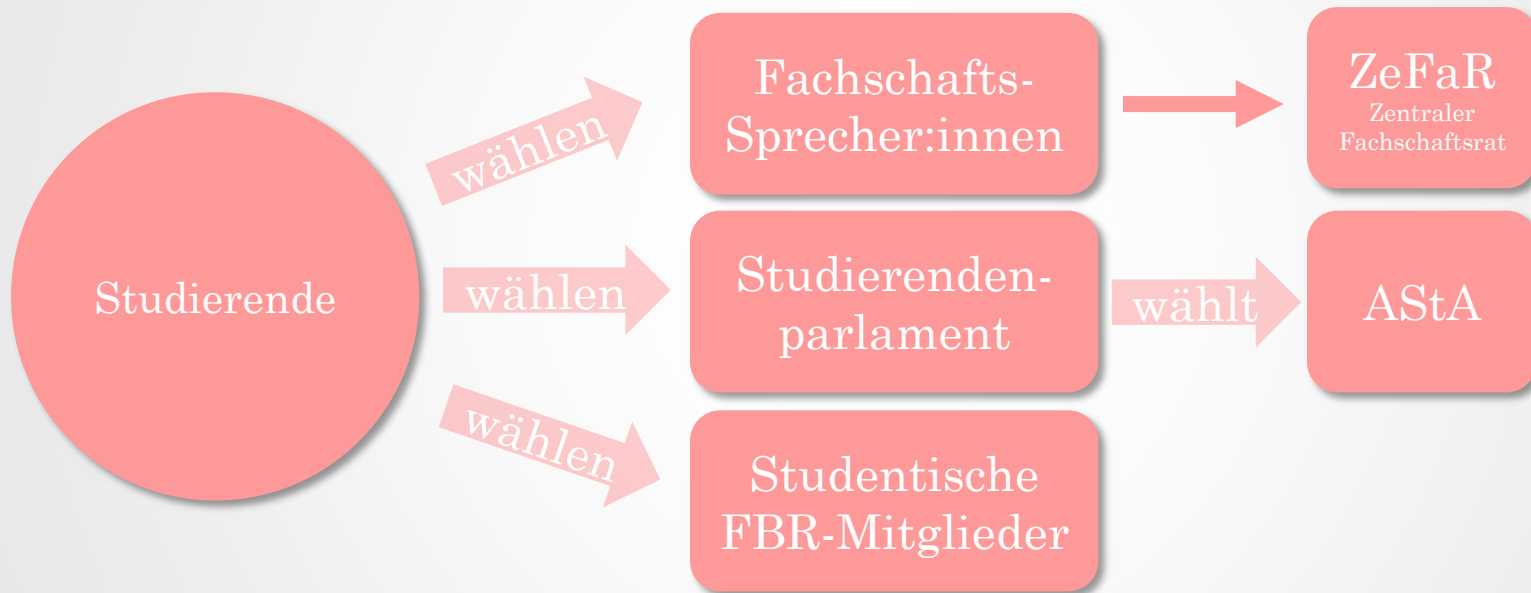 Studierende
wählen
Fachschafts-
Sprecher:innen
ZeFaR
Zentraler
Fachschaftsrat
wählen
Studierenden-
parlament
wählt
AStA
wählen
Studentische
FBR-Mitglieder